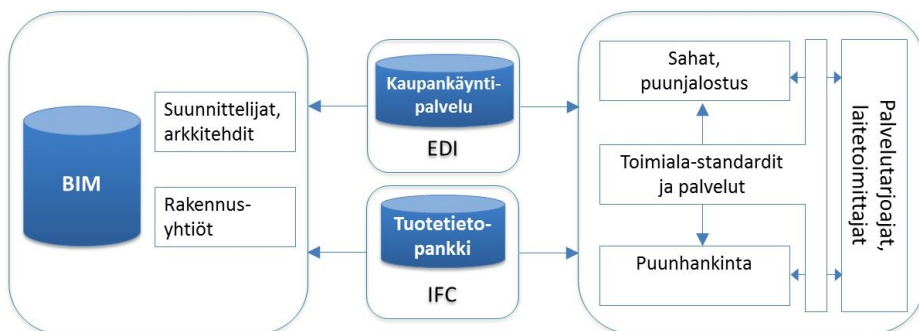 BIM
Suunnittelijat,
arkkitehdit
Rakennus-
yhtiöt
Kaupankäynti-
palvelu
EDI
Tuotetieto-
pankki
IFC
Sahat,
puunjalostus
Toimiala-standardit
ja palvelut
Puunhankinta
Palvelutarjoajat,
laitetoimittajat